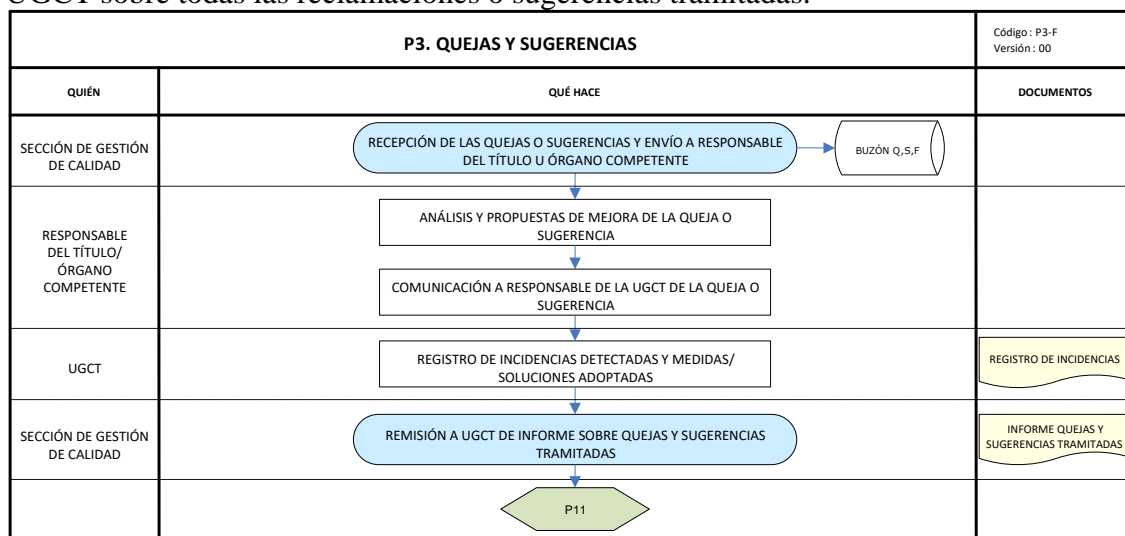 UGCT sobre todas las reclamaciones o sugerencias tramitadas.
P3. QUEJAS Y SUGERENCIAS
Código : P3-F
Versión : 00
QUIÉN
QUÉ HACE
DOCUMENTOS
SECCIÓN DE GESTIÓN
DE CALIDAD
RECEPCIÓN DE LAS QUEJAS O SUGERENCIAS Y ENVÍO A RESPONSABLE
DEL TÍTULO U ÓRGANO COMPETENTE
BUZÓN Q,S,F
RESPONSABLE
DEL TÍTULO/
ÓRGANO
COMPETENTE
ANÁLISIS Y PROPUESTAS DE MEJORA DE LA QUEJA O
SUGERENCIA
COMUNICACIÓN A RESPONSABLE DE LA UGCT DE LA QUEJA O
SUGERENCIA
UGCT
REGISTRO DE INCIDENCIAS DETECTADAS Y MEDIDAS/
SOLUCIONES ADOPTADAS
REGISTRO DE INCIDENCIAS
SECCIÓN DE GESTIÓN
DE CALIDAD
REMISIÓN A UGCT DE INFORME SOBRE QUEJAS Y SUGERENCIAS
TRAMITADAS
INFORME QUEJAS Y
SUGERENCIAS TRAMITADAS
P11